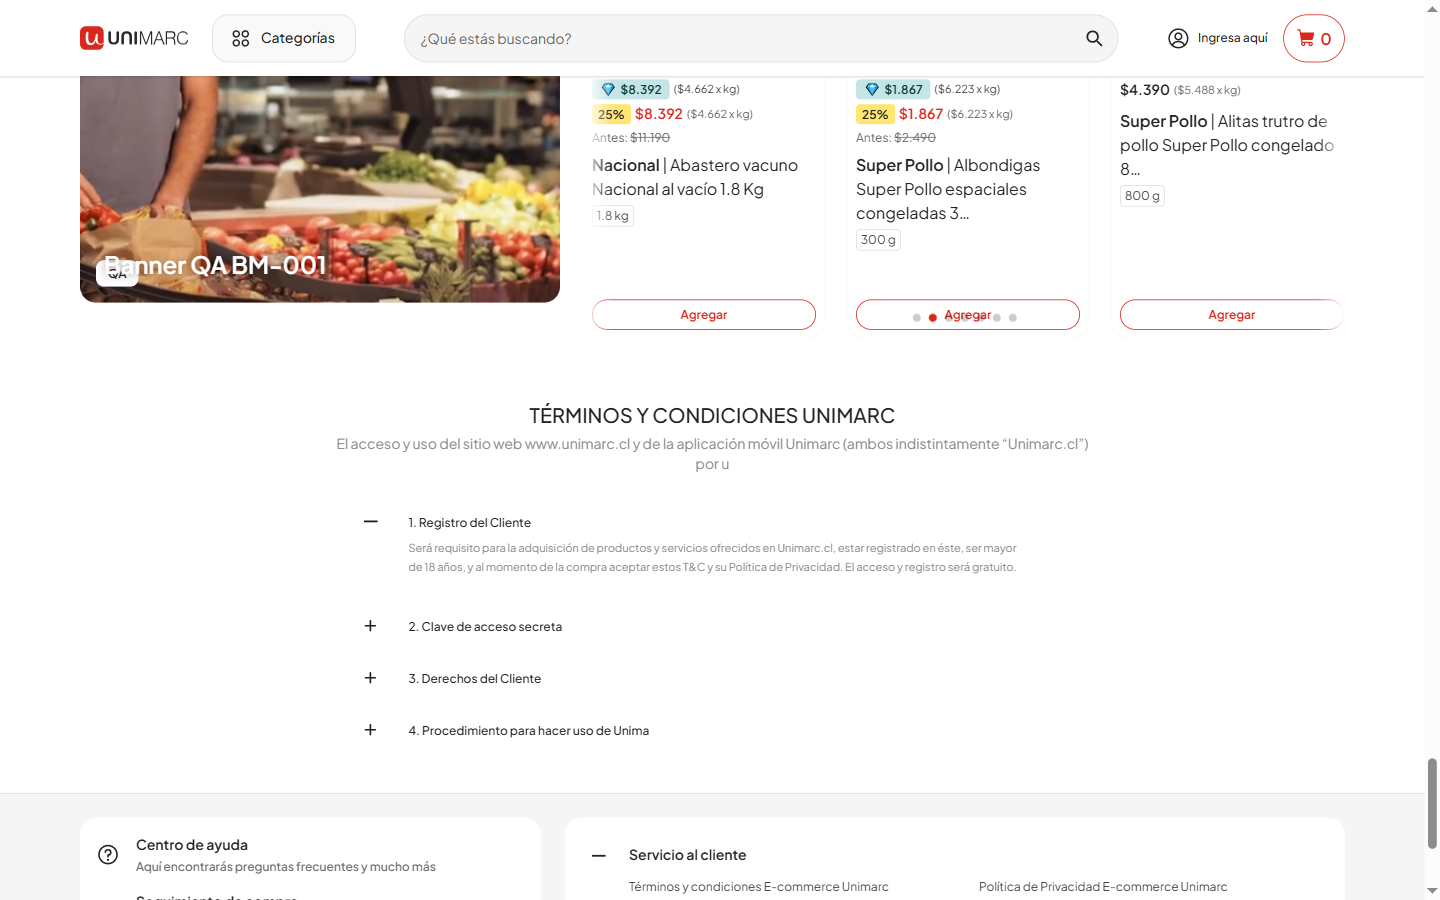 UNIMARC
Categorías
¿Qué estás buscando?
Ingresa aquí
0
Banner QA BM-001
QA
$8.392 ($4.662 x kg)
25% $8.392 ($4.662 x kg)
Antes: $11.190
Nacional | Abastero vacuno
Nacional al vacío 1.8 Kg
1.8 kg
Agregar
$1.867 ($6.223 x kg)
25% $1.867 ($6.223 x kg)
Antes: $2.490
Super Pollo | Albondigas
Super Pollo espaciales
congeladas 3...
300 g
Agregar
$4.390 ($5.488 x kg)
Super Pollo | Alitas trutro de
pollo Super Pollo congelado
8...
800 g
Agregar
TÉRMINOS Y CONDICIONES UNIMARC
El acceso y uso del sitio web www.unimarc.cl y de la aplicación móvil Unimarc (ambos indistintamente “Unimarc.cl”)
por u
1. Registro del Cliente
Será requisito para la adquisición de productos y servicios ofrecidos en Unimarc.cl, estar registrado en éste, ser mayor
de 18 años, y al momento de la compra aceptar estos T&C y su Política de Privacidad. El acceso y registro será gratuito.
2. Clave de acceso secreta
3. Derechos del Cliente
4. Procedimiento para hacer uso de Unima
Centro de ayuda
Aquí encontrarás preguntas frecuentes y mucho más
Seguimiento de compra
Servicio al cliente
Términos y condiciones E-commerce Unimarc
Política de Privacidad E-commerce Unimarc